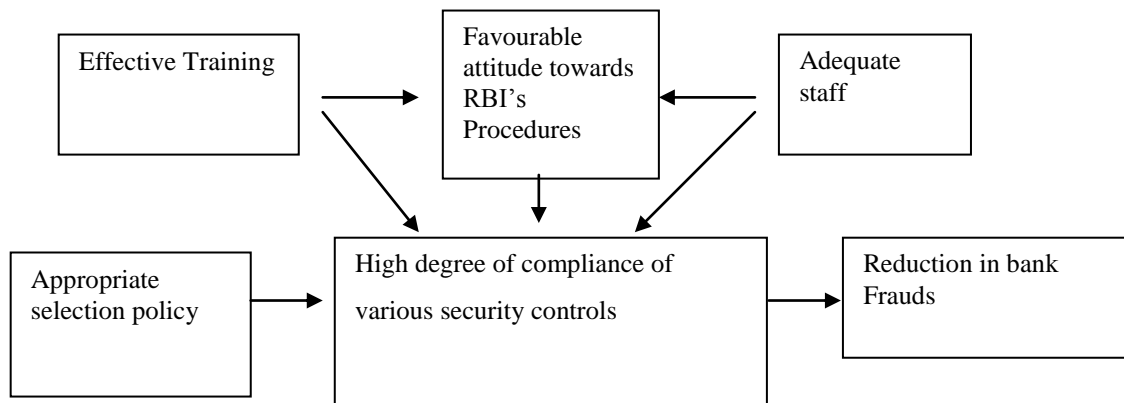 Effective Training
Favourable
attitude towards
RBI's
Procedures
Adequate
staff
Appropriate
selection policy
High degree of compliance of
various security controls
Reduction in bank
Frauds